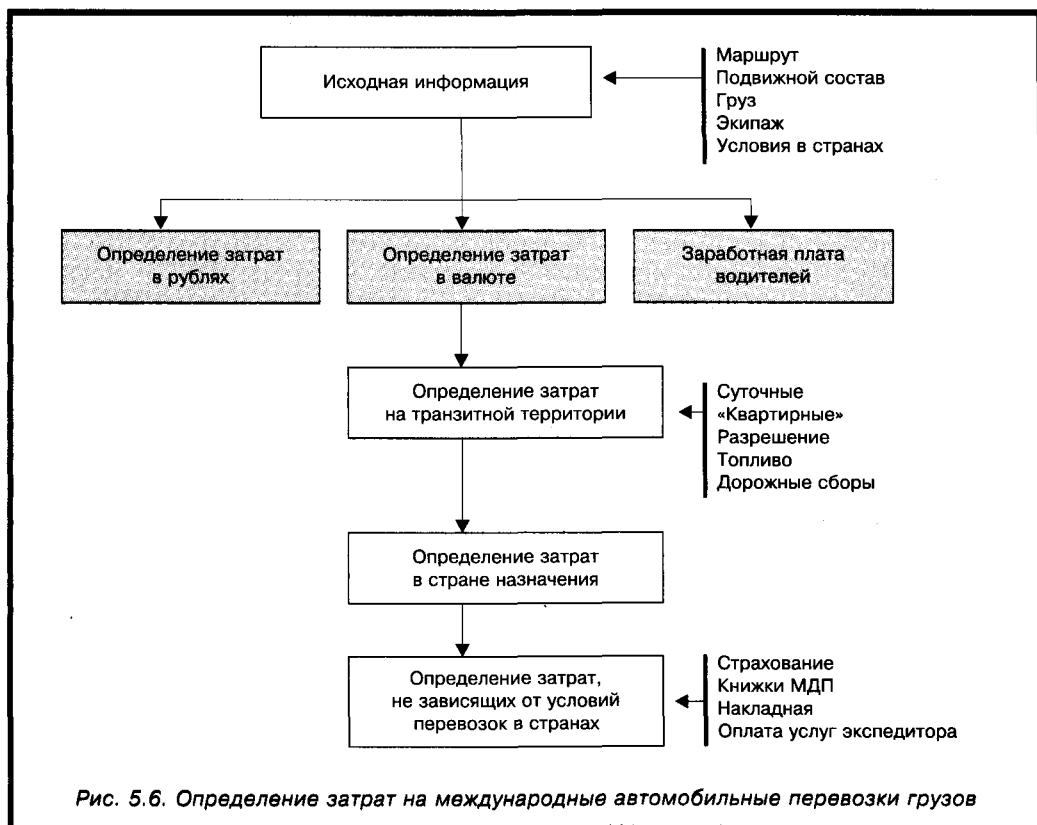 Исходная информация
Маршрут
Подвижной состав
Груз
Экипаж
Условия в странах
Определение затрат
в рублях
Определение затрат
в валюте
Заработная плата
водителей
Определение затрат
на транзитной территории
Суточные
«Квартирные»
Разрешение
Топливо
Дорожные сборы
Определение затрат
в стране назначения
Определение затрат,
не зависящих от условий
перевозок в странах
Страхование
Книжки МДП
Накладная
Оплата услуг экспедитора
Рис. 5.6. Определение затрат на международные автомобильные перевозки грузов